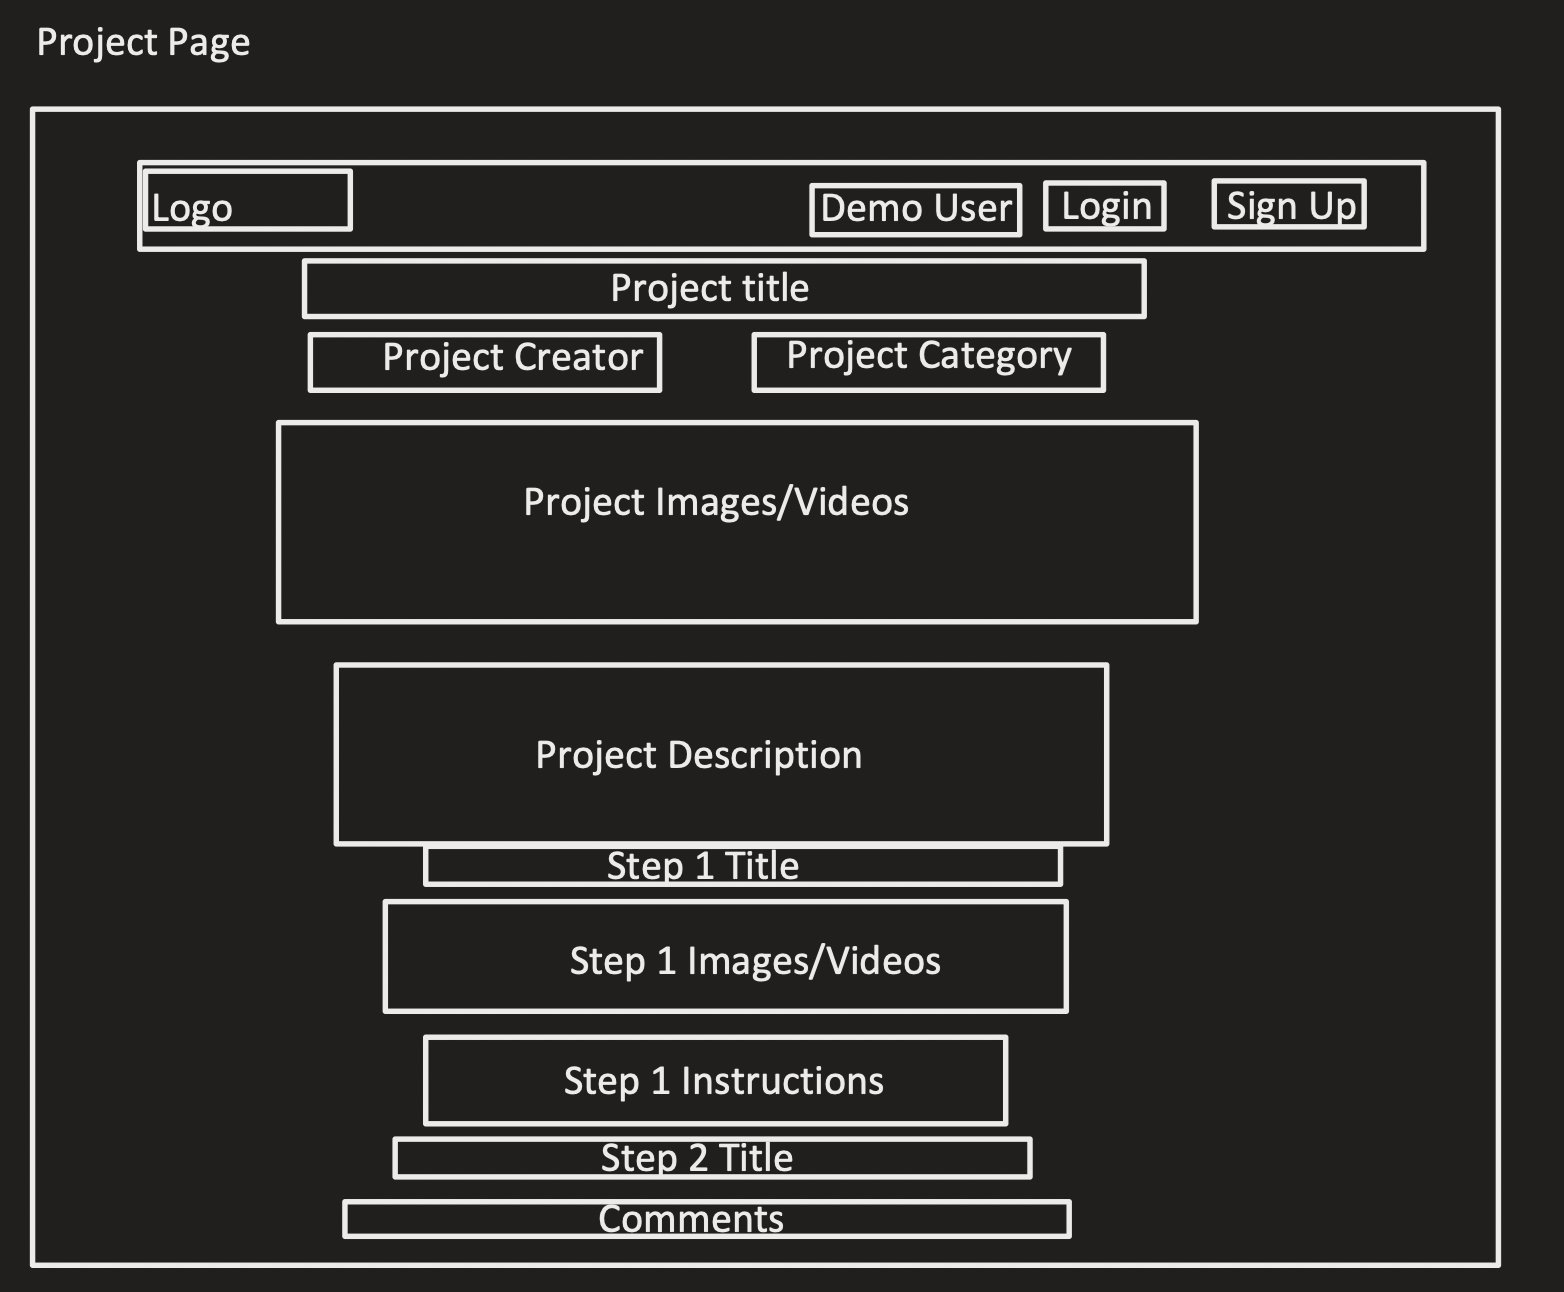 Project Page
Logo
Demo User
Login
Sign Up
Project title
Project Creator
Project Category
Project Images/Videos
Project Description
Step 1 Title
Step 1 Images/Videos
Step 1 Instructions
Step 2 Title
Comments